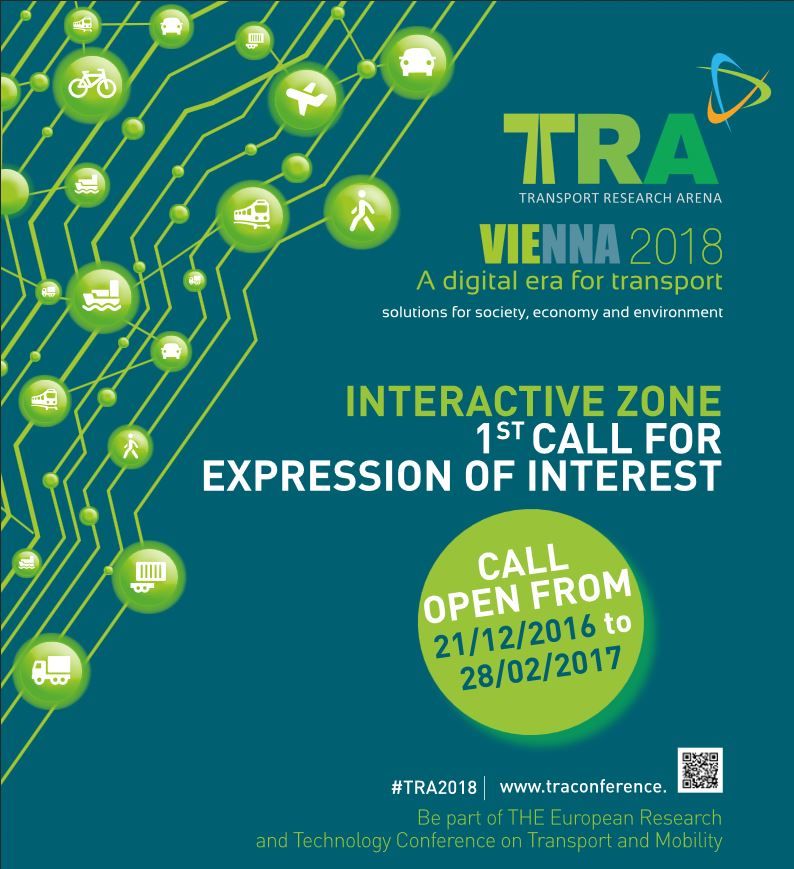 TRA
TRANSPORT RESEARCH ARENA
VIENNA 2018
A digital era for transport
solutions for society, economy and environment
INTERACTIVE ZONE
1ST CALL FOR
EXPRESSION OF INTEREST
CALL
OPEN FROM
21/12/2016 to
28/02/2017
#TRA2018 | www.traconference.
Be part of THE European Research
and Technology Conference on Transport and Mobility